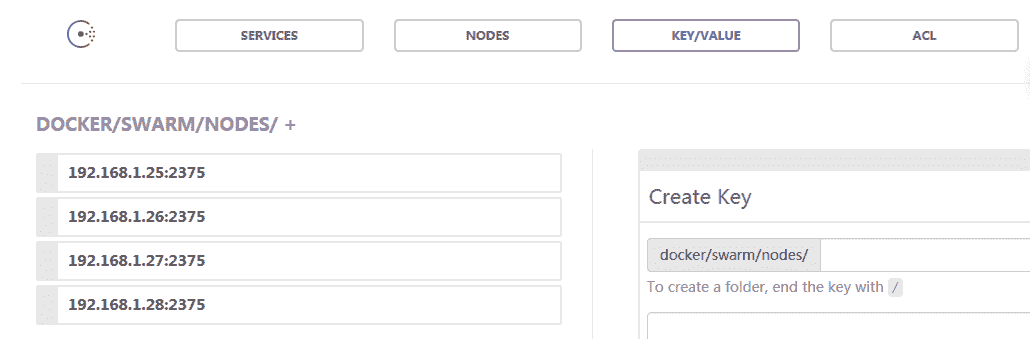 SERVICES NODES KEY/VALUE ACL
DOCKER/SWARM/NODES/ +
192.168.1.25:2375
192.168.1.26:2375
192.168.1.27:2375
192.168.1.28:2375
Create Key
docker/swarm/nodes/
To create a folder, end the key with /